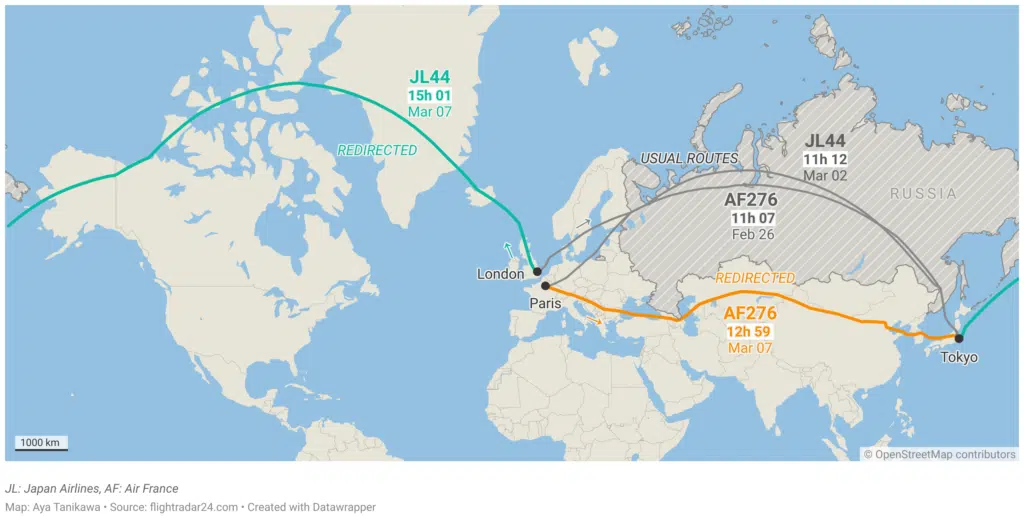 JL44
15h 01
Mar 07
REDIRECTED
USUAL ROUTES
JL44
11h 12
Mar 02
RUSSIA
AF276
11h 07
Feb 26
London
Paris
REDIRECTED
AF276
12h 59
Mar 07
Tokyo
1000 km
© OpenStreetMap contributors
JL: Japan Airlines, AF: Air France
Map: Aya Tanikawa • Source: flightradar24.com • Created with Datawrapper